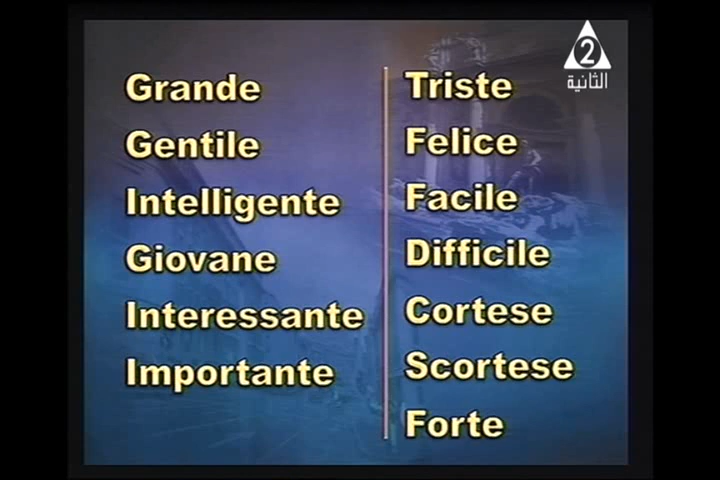 Grande
Gentile
Intelligente
Giovane
Interessante
Importante
Triste
Felice
Facile
Difficile
Cortese
Scortese
Forte
2
الثانية